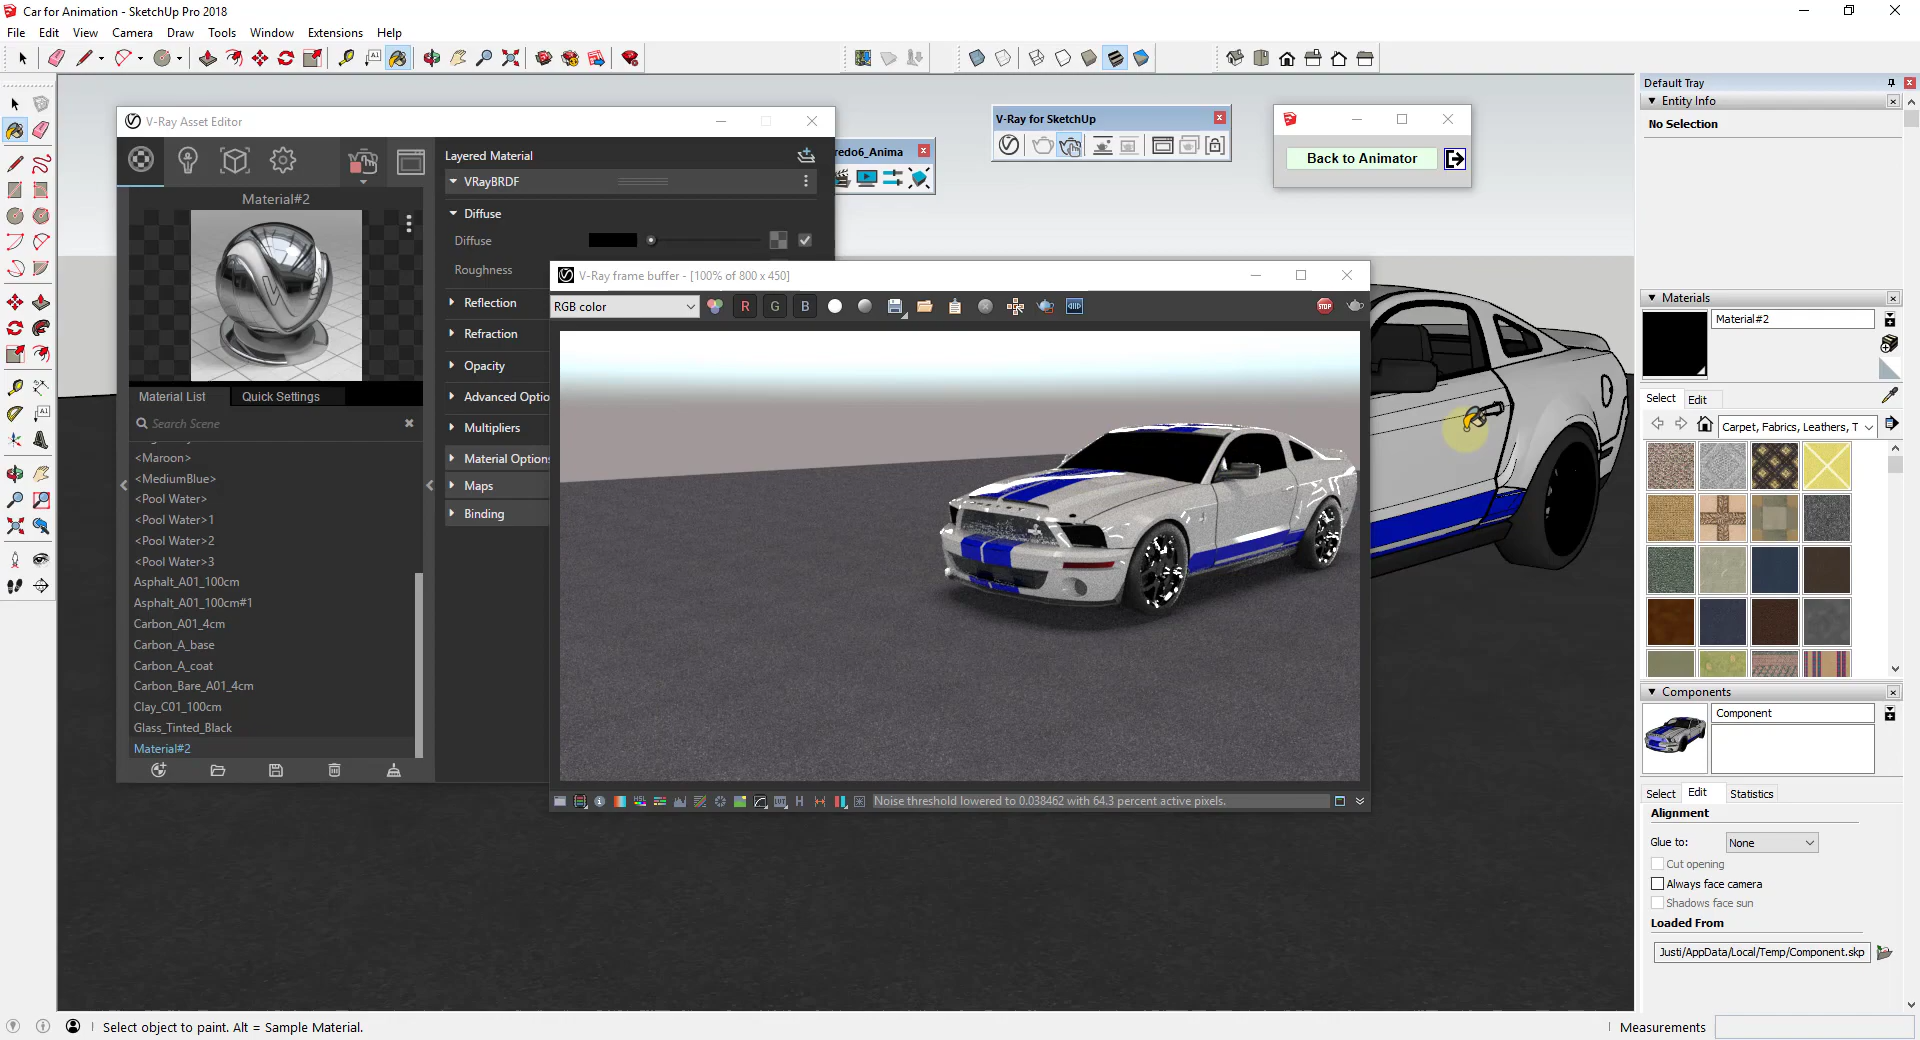 Car for Animation - SketchUp Pro 2018
File Edit View Camera Draw Tools Window Extensions Help
Default Tray
Entity Info
No Selection
V-Ray Asset Editor
Material#2
Material List Quick Settings
Search Scene
<Maroon>
<MediumBlue>
<Pool Water>
<Pool Water>1
<Pool Water>2
<Pool Water>3
Asphalt_A01_100cm
Asphalt_A01_100cm#1
Carbon_A01_4cm
Carbon_A_base
Carbon_A_coat
Carbon_Bare_A01_4cm
Clay_C01_100cm
Glass_Tinted_Black
Material#2
Layered Material
VRayBRDF
Diffuse
Diffuse
Roughness
Reflection
Refraction
Opacity
Advanced Optio
Multipliers
Material Options
Maps
Binding
redo6_Anima
V-Ray for SketchUp
Back to Animator
V-Ray frame buffer - [100% of 800 x 450]
RGB color
R G B
STOP
HSL
LUT
H
Noise threshold lowered to 0.038462 with 64.3 percent active pixels.
Materials
Material#2
Select Edit
Carpet, Fabrics, Leathers, T
Components
Component
Select Edit Statistics
Alignment
Glue to: None
Cut opening
Always face camera
Shadows face sun
Loaded From
Justi/AppData/Local/Temp/Component.skp
Select object to paint. Alt = Sample Material.
Measurements